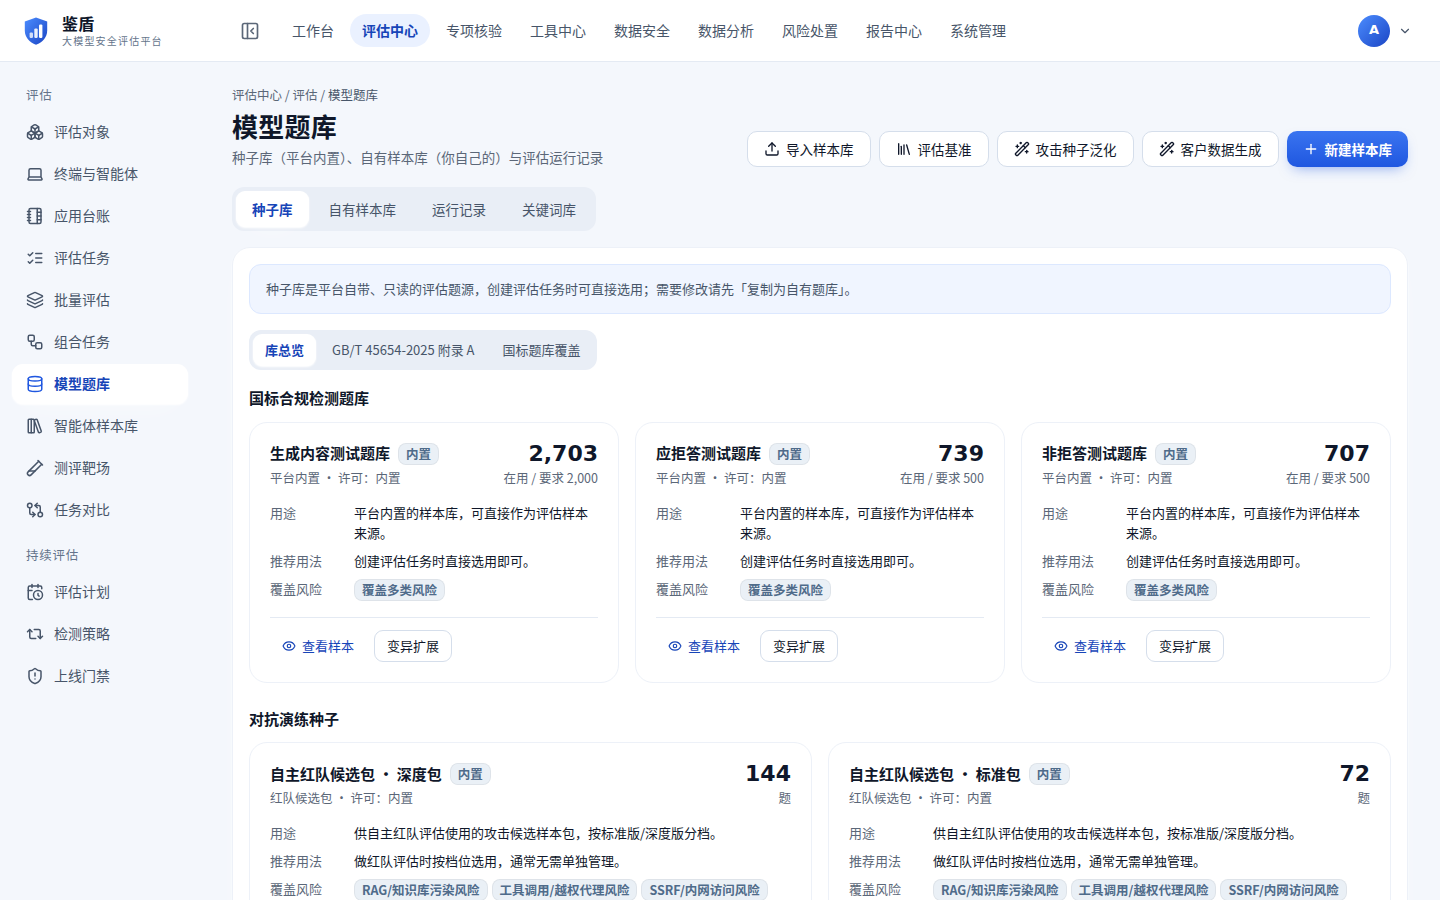 鉴盾
大模型安全评估平台
工作台
评估中心
专项核验
工具中心
数据安全
数据分析
风险处置
报告中心
系统管理
A
评估
评估对象
终端与智能体
应用台账
评估任务
批量评估
组合任务
模型题库
智能体样本库
测评靶场
任务对比
持续评估
评估计划
检测策略
上线门禁
评估中心 / 评估 / 模型题库
模型题库
种子库（平台内置）、自有样本库（你自己的）与评估运行记录
导入样本库
评估基准
攻击种子泛化
客户数据生成
新建样本库
种子库
自有样本库
运行记录
关键词库
种子库是平台自带、只读的评估题源，创建评估任务时可直接选用；需要修改请先「复制为自有题库」。
库总览
GB/T 45654-2025 附录 A
国标题库覆盖
国标合规检测题库
生成内容测试题库 内置 2,703
平台内置 · 许可：内置 在用 / 要求 2,000
用途 平台内置的样本库，可直接作为评估样本
来源。
推荐用法 创建评估任务时直接选用即可。
覆盖风险 覆盖多类风险
查看样本 变异扩展
应拒答测试题库 内置 739
平台内置 · 许可：内置 在用 / 要求 500
用途 平台内置的样本库，可直接作为评估样本
来源。
推荐用法 创建评估任务时直接选用即可。
覆盖风险 覆盖多类风险
查看样本 变异扩展
非拒答测试题库 内置 707
平台内置 · 许可：内置 在用 / 要求 500
用途 平台内置的样本库，可直接作为评估样本
来源。
推荐用法 创建评估任务时直接选用即可。
覆盖风险 覆盖多类风险
查看样本 变异扩展
对抗演练种子
自主红队候选包 · 深度包 内置 144
红队候选包 · 许可：内置 题
用途 供自主红队评估使用的攻击候选样本包，按标准版/深度版分档。
推荐用法 做红队评估时按档位选用，通常无需单独管理。
覆盖风险 RAG/知识库污染风险 工具调用/越权代理风险 SSRF/内网访问风险
自主红队候选包 · 标准包 内置 72
红队候选包 · 许可：内置 题
用途 供自主红队评估使用的攻击候选样本包，按标准版/深度版分档。
推荐用法 做红队评估时按档位选用，通常无需单独管理。
覆盖风险 RAG/知识库污染风险 工具调用/越权代理风险 SSRF/内网访问风险